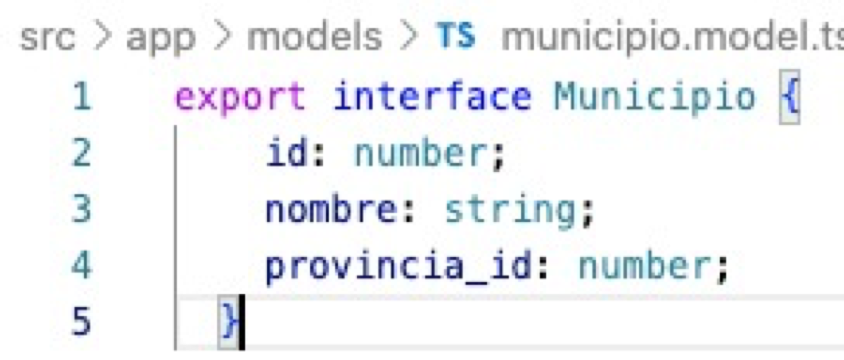 src > app > models > TS municipio.model.ts
1 export interface Municipio {
2     id: number;
3     nombre: string;
4     provincia_id: number;
5   }